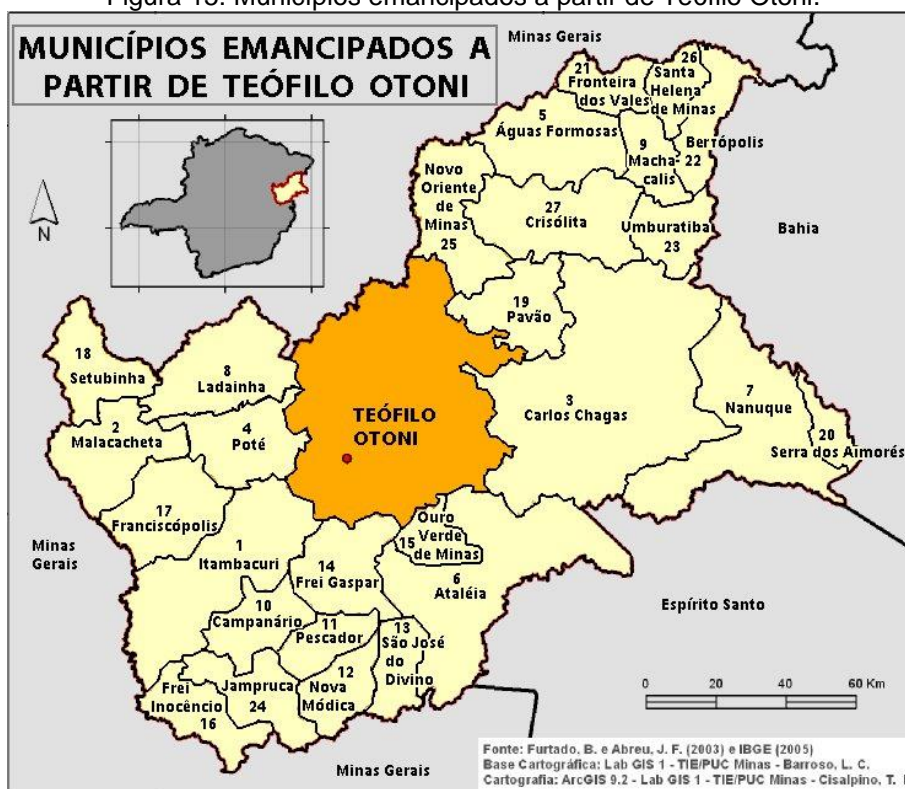 Figura 15: Municípios emancipados a partir de Teófilo Otoni.
MUNICÍPIOS EMANCIPADOS A
PARTIR DE TEÓFILO OTONI
Minas Gerais
N
21
Fronteira
dos Vales
26
Santa
Helena
de Minas
5
Águas Formosas
9
Macha-
calis
Berrópolis
22
Novo
Oriente
de
Minas
25
27
Crisólita
Umburatiba
23
Bahia
19
Pavão
18
Setubinha
8
Ladainha
2
Malacacheta
4
Poté
TEÓFILO
OTONI
3
Carlos Chagas
7
Nanuque
20
Serra dos Aimorés
17
Franciscópolis
Minas
Gerais
1
Itambacuri
14
Frei Gaspar
Ouro
Verde
15 de Minas
6
Ataléia
Espírito Santo
10
Campanário
11
Pescador
13
São José
do
Divino
Frei
Inocêncio
16
Jampruca
24
12
Nova
Módica
0 20 40 60 Km
Minas Gerais
Fonte: Furtado, B. e Abreu, J. F. (2003) e IBGE (2005)
Base Cartográfica: Lab GIS 1 - TIE/PUC Minas - Barroso, L. C.
Cartografia: ArcGIS 9.2 - Lab GIS 1 - TIE/PUC Minas - Cisalpino, T.